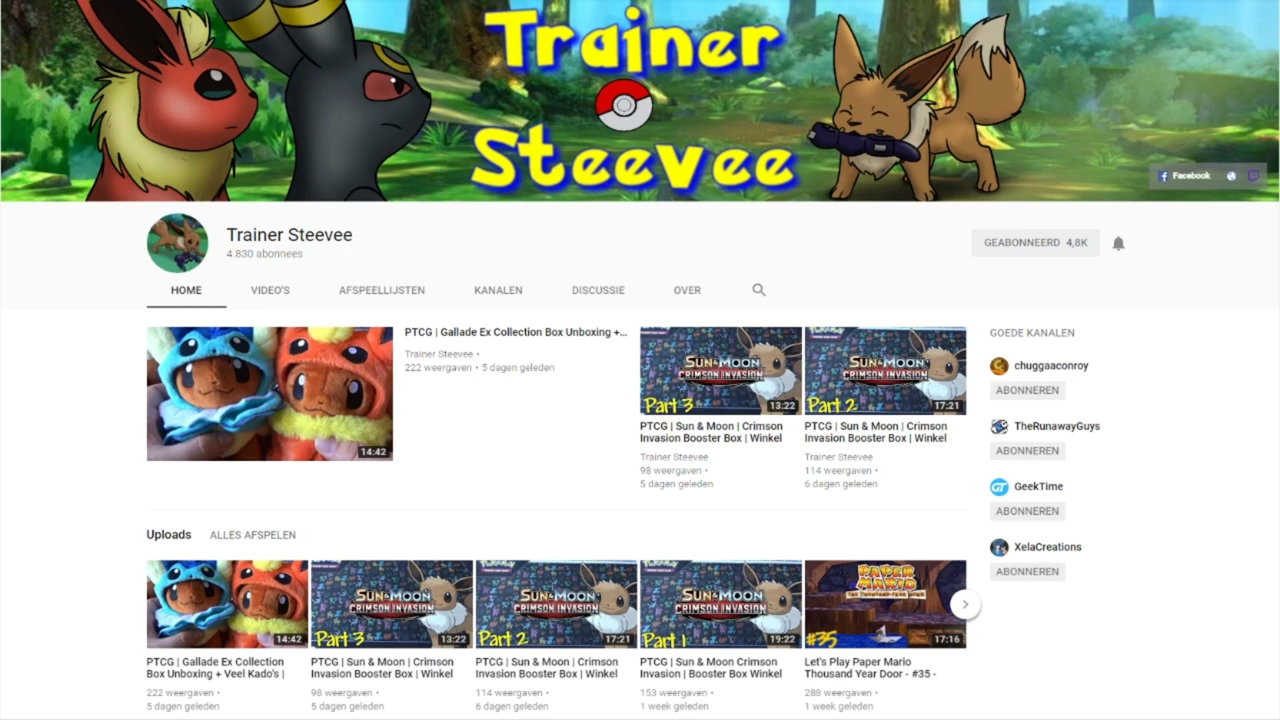 Trainer
Steevee
Facebook
Trainer Steevee
4.830 abonnees
GEABONNEERD 4,8K
HOME VIDEO'S AFSPEELLIJSTEN KANALEN DISCUSSIE OVER
14:42
PTCG | Gallade Ex Collection Box Unboxing +...
Trainer Steevee •
222 weergaven • 5 dagen geleden
SUN & MOON
CRIMSON INVASION
Part 3
13:22
PTCG | Sun & Moon | Crimson
Invasion Booster Box | Winkel
Trainer Steevee
98 weergaven •
5 dagen geleden
SUN & MOON
CRIMSON INVASION
Part 2
17:21
PTCG | Sun & Moon | Crimson
Invasion Booster Box | Winkel
Trainer Steevee
114 weergaven •
6 dagen geleden
GOEDE KANALEN
chuggaaconroy
ABONNEREN
TheRunawayGuys
ABONNEREN
GT
GeekTime
ABONNEREN
XelaCreations
ABONNEREN
Uploads ALLES AFSPELEN
14:42
PTCG | Gallade Ex Collection
Box Unboxing + Veel Kado's |
222 weergaven •
5 dagen geleden
POKÉMON
SUN & MOON
CRIMSON INVASION
Part 3
13:22
PTCG | Sun & Moon | Crimson
Invasion Booster Box | Winkel
98 weergaven •
5 dagen geleden
POKÉMON
SUN & MOON
CRIMSON INVASION
Part 2
17:21
PTCG | Sun & Moon | Crimson
Invasion Booster Box | Winkel
114 weergaven •
6 dagen geleden
POKÉMON
SUN & MOON
CRIMSON INVASION
Part 1
19:22
PTCG | Sun & Moon Crimson
Invasion | Booster Box Winkel
153 weergaven •
1 week geleden
PAPER
MARIO
THE THOUSAND-YEAR DOOR
#35
17:16
Let's Play Paper Mario
Thousand Year Door - #35 -
288 weergaven •
1 week geleden